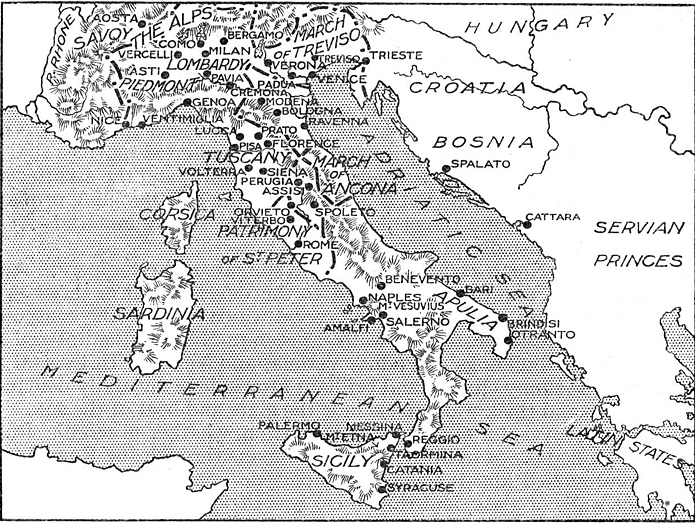 HUNGARY
R. RHONE
AOSTA
THE ALPS
SAVOY
COMO
BERGAMO
MARCH
OF TREVISO
MILAN
VERCELLI
LOMBARDY
VERONA
TREVISO
TRIESTE
ASTI
PAVIA
PADUA
VENICE
PIEDMONT
CREMONA
CROATIA
GENOA
MODENA
BOLOGNA
NICE
VENTIMIGLIA
RAVENNA
LUCCA
PRATO
BOSNIA
PISA
FLORENCE
TUSCANY
MARCH
OF
ANCONA
VOLTERRA
SIENA
SPALATO
PERUGIA
ASSISI
ADRIATIC SEA
CORSICA
ORVIETO
SPOLETO
VITERBO
CATTARA
PATRIMONY
OF ST PETER
ROME
SERVIAN
PRINCES
BENEVENTO
BARI
NAPLES
APULIA
MT VESUVIUS
SARDINIA
AMALFI
SALERNO
BRINDISI
OTRANTO
MEDITERRANEAN SEA
PALERMO
MESSINA
MT ETNA
REGGIO
LATIN STATES
TAORMINA
SICILY
CATANIA
SYRACUSE